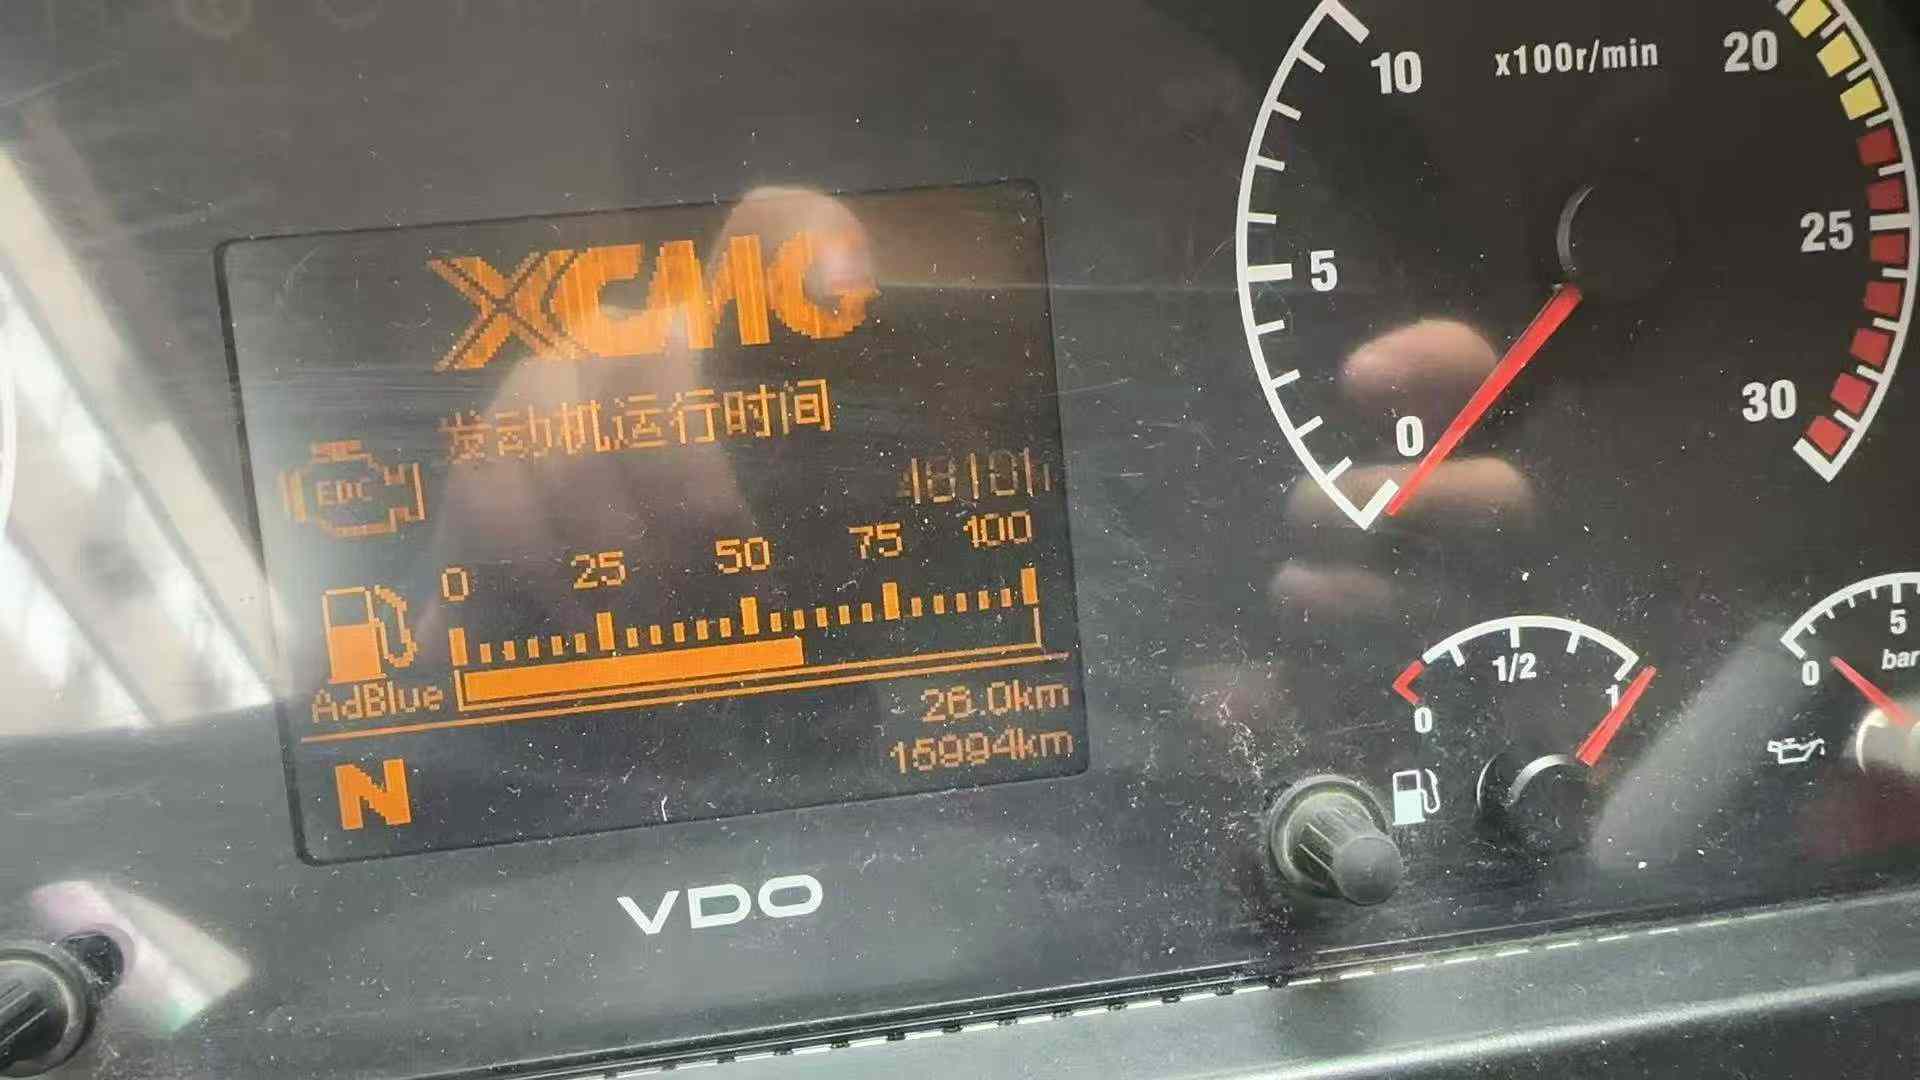 XCMG
发动机运行时间
EDC
0 25 50 75 100
AdBlue
26.0km
15994km
N
VDO
x100r/min
0 5 10 20 25 30
0 1/2 1
0 5
bar